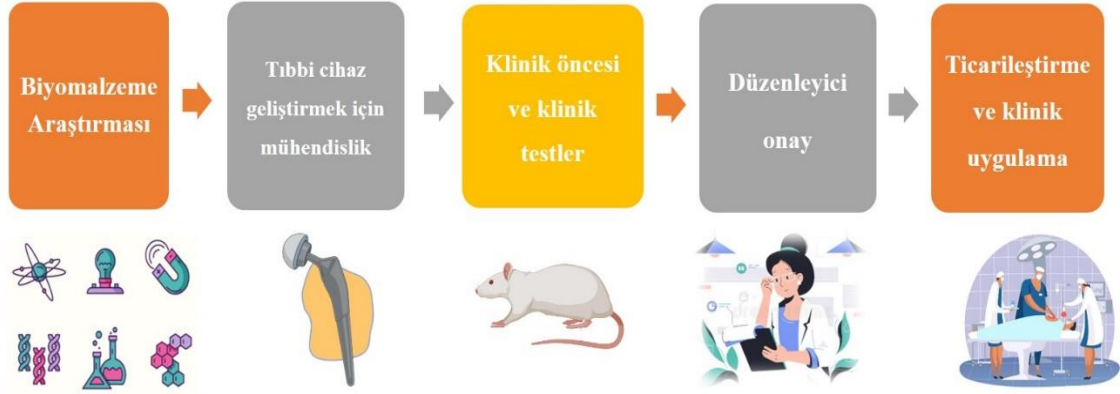 Biyomalzeme
Araştırması
Tıbbi cihaz
geliştirmek için
mühendislik
Klinik öncesi
ve klinik
testler
Düzenleyici
onay
Ticarileştirme
ve klinik
uygulama